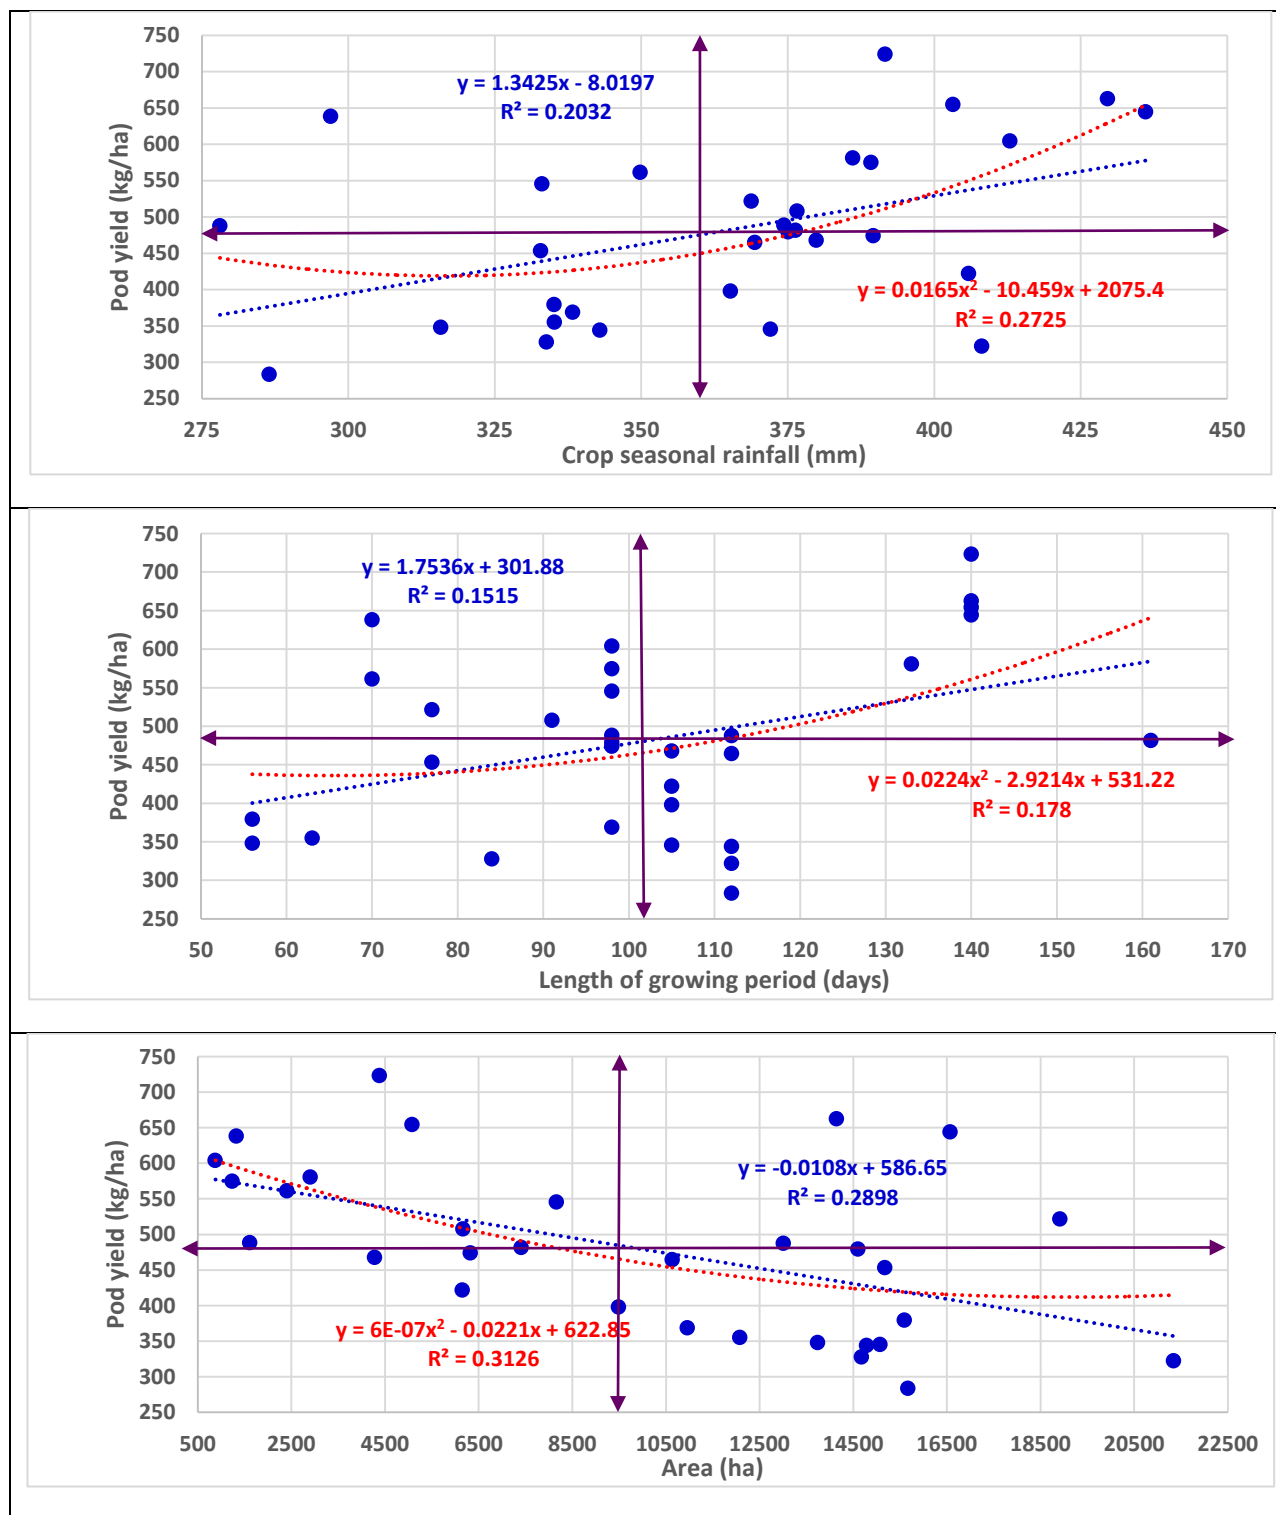 750
700
650
600
550
500
450
400
350
300
250
Pod yield (kg/ha)
y = 1.3425x - 8.0197
R² = 0.2032
y = 0.0165x² - 10.459x + 2075.4
R² = 0.2725
275 300 325 350 375 400 425 450
Crop seasonal rainfall (mm)
750
700
650
600
550
500
450
400
350
300
250
Pod yield (kg/ha)
y = 1.7536x + 301.88
R² = 0.1515
y = 0.0224x² - 2.9214x + 531.22
R² = 0.178
50 60 70 80 90 100 110 120 130 140 150 160 170
Length of growing period (days)
750
700
650
600
550
500
450
400
350
300
250
Pod yield (kg/ha)
y = -0.0108x + 586.65
R² = 0.2898
y = 6E-07x² - 0.0221x + 622.85
R² = 0.3126
500 2500 4500 6500 8500 10500 12500 14500 16500 18500 20500 22500
Area (ha)